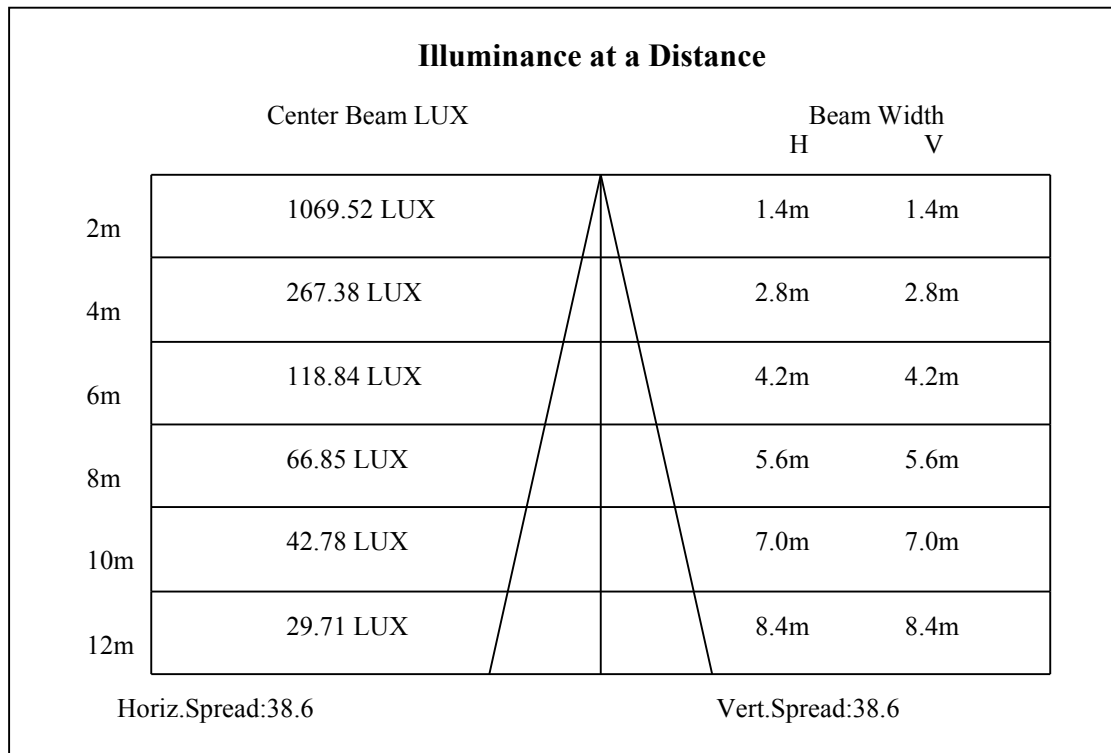 Illuminance at a Distance
Center Beam LUX Beam Width
H V
2m 1069.52 LUX 1.4m 1.4m
4m 267.38 LUX 2.8m 2.8m
6m 118.84 LUX 4.2m 4.2m
8m 66.85 LUX 5.6m 5.6m
10m 42.78 LUX 7.0m 7.0m
12m 29.71 LUX 8.4m 8.4m
Horiz.Spread:38.6 Vert.Spread:38.6